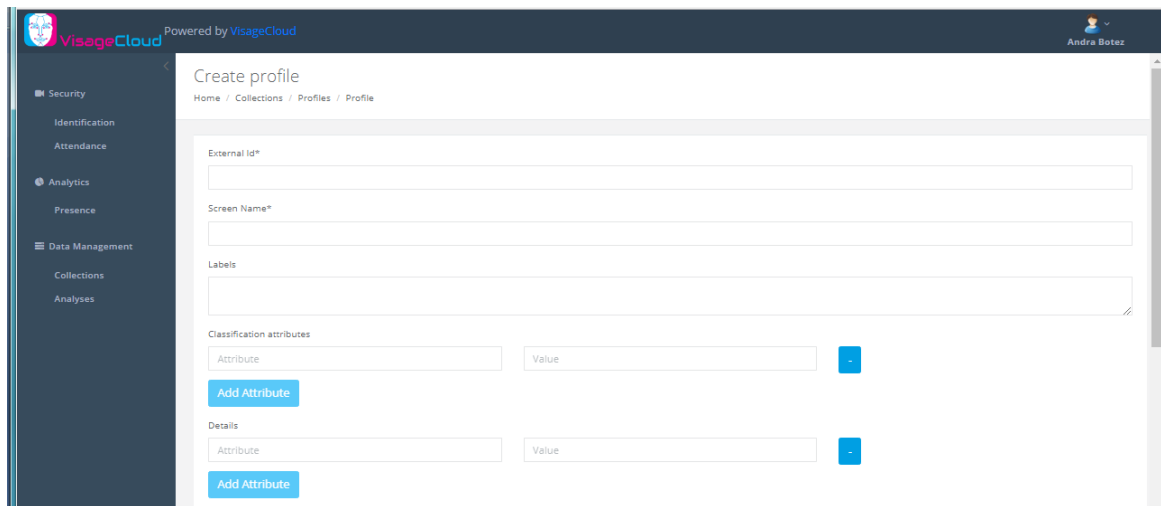 VisageCloud Powered by VisageCloud
Andra Botez
Security
Identification
Attendance
Analytics
Presence
Data Management
Collections
Analyses
Create profile
Home / Collections / Profiles / Profile
External Id*
Screen Name*
Labels
Classification attributes
Attribute Value -
Add Attribute
Details
Attribute Value -
Add Attribute